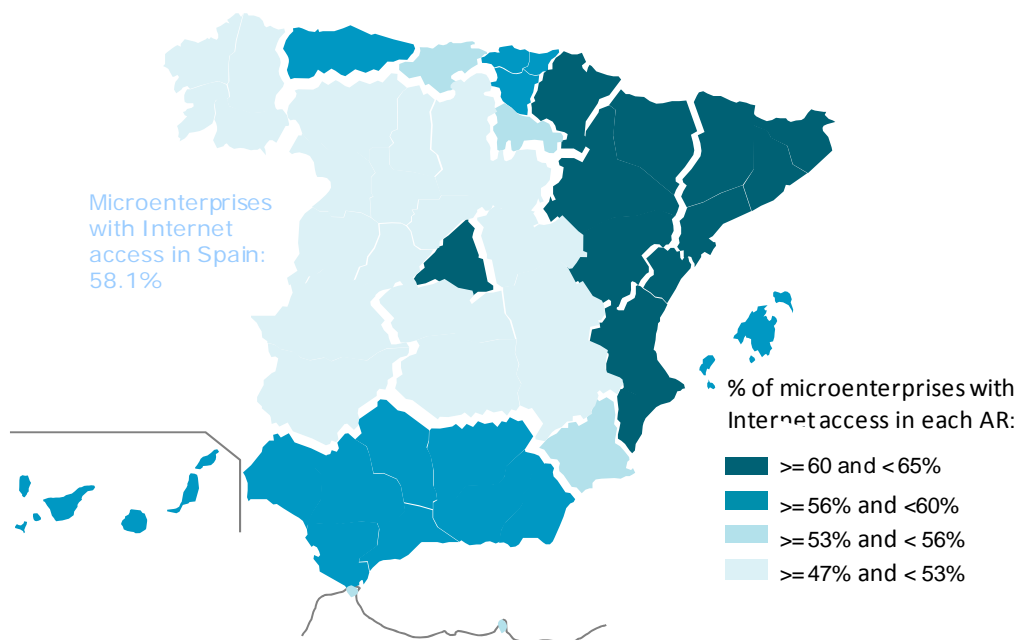 Microenterprises
with Internet
access in Spain:
58.1%
% of microenterprises with
Internet access in each AR:
>=60 and <65%
>=56% and <60%
>=53% and <56%
>=47% and <53%